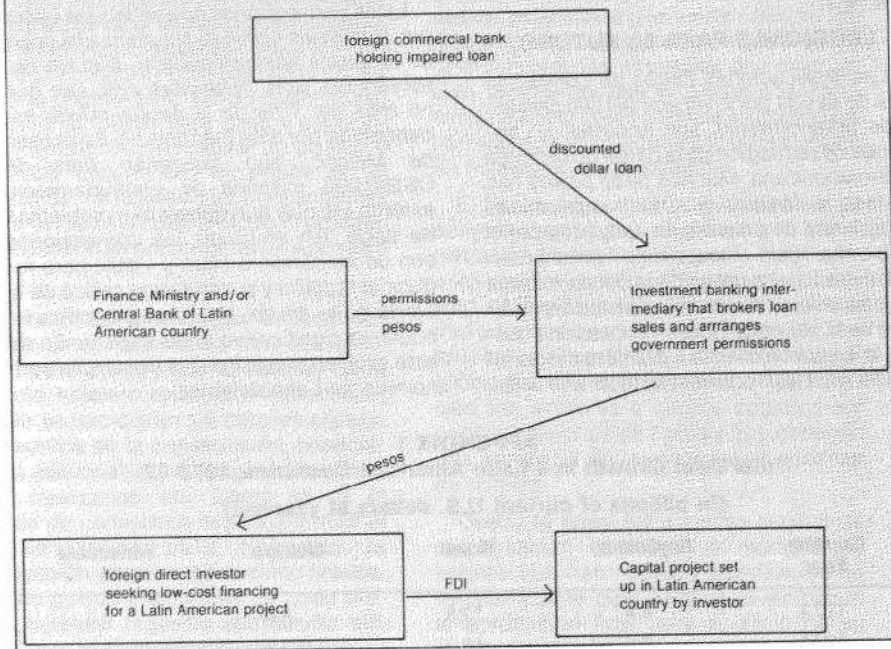 foreign commercial bank
holding impaired loan
discounted
dollar loan
Finance Ministry and/or
Central Bank of Latin
American country
permissions
pesos
Investment banking inter-
mediary that brokers loan
sales and arrranges
government permissions
pesos
foreign direct investor
seeking low-cost financing
for a Latin American project
FDI
Capital project set
up in Latin American
country by investor